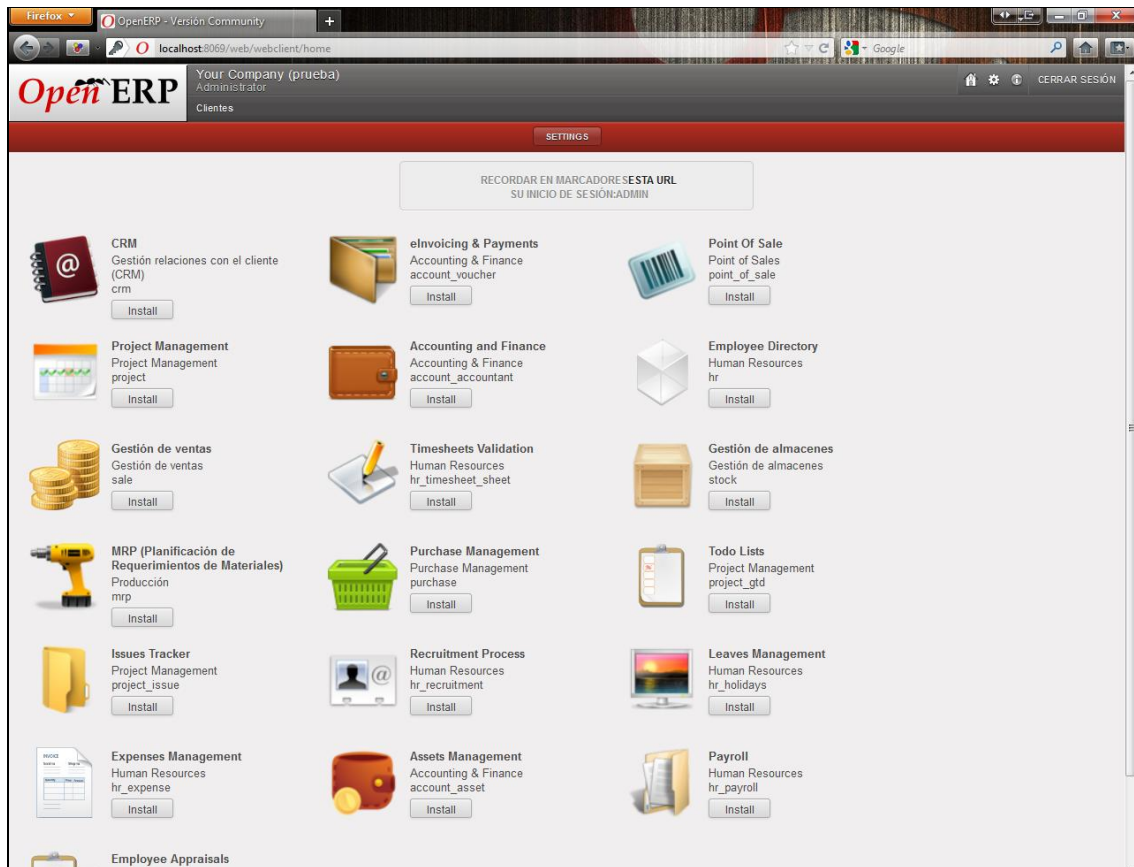 Firefox
OpenERP - Versión Community
localhost:8069/web/webclient/home
Google
Open ERP
Your Company (prueba)
Administrator
CERRAR SESIÓN
Clientes
SETTINGS
RECORDAR EN MARCADORESESTA URL
SU INICIO DE SESIÓN:ADMIN
CRM
Gestión relaciones con el cliente
(CRM)
crm
Install
eInvoicing & Payments
Accounting & Finance
account_voucher
Install
Point Of Sale
Point of Sales
point_of_sale
Install
Project Management
Project Management
project
Install
Accounting and Finance
Accounting & Finance
account_accountant
Install
Employee Directory
Human Resources
hr
Install
Gestión de ventas
Gestión de ventas
sale
Install
Timesheets Validation
Human Resources
hr_timesheet_sheet
Install
Gestión de almacenes
Gestión de almacenes
stock
Install
MRP (Planificación de
Requerimientos de Materiales)
Producción
mrp
Install
Purchase Management
Purchase Management
purchase
Install
Todo Lists
Project Management
project_gtd
Install
Issues Tracker
Project Management
project_issue
Install
Recruitment Process
Human Resources
hr_recruitment
Install
Leaves Management
Human Resources
hr_holidays
Install
Expenses Management
Human Resources
hr_expense
Install
Assets Management
Accounting & Finance
account_asset
Install
Payroll
Human Resources
hr_payroll
Install
Employee Appraisals